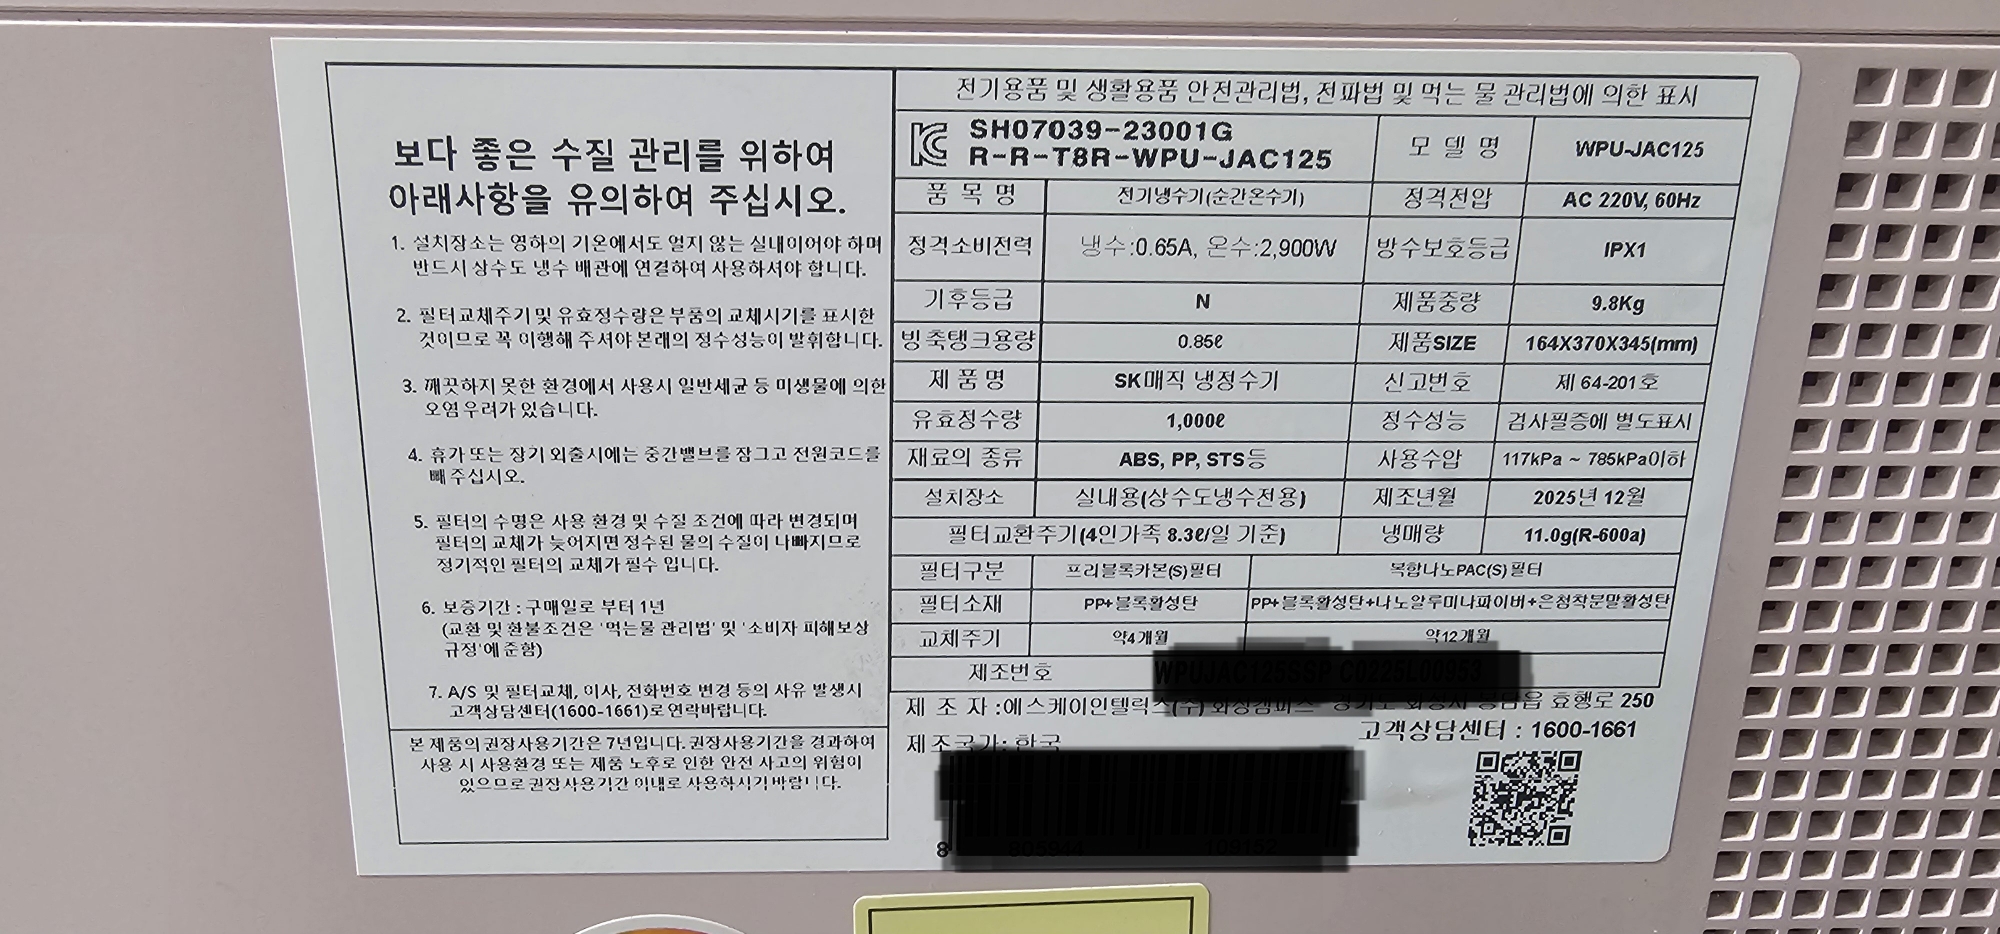 보다 좋은 수질 관리를 위하여
아래사항을 유의하여 주십시오.
1. 설치장소는 영하의 기온에서도 얼지 않는 실내이어야 하며
반드시 상수도 냉수 배관에 연결하여 사용하셔야 합니다.
2. 필터교체주기 및 유효정수량은 부품의 교체시기를 표시한
것이므로 꼭 이행해 주셔야 본래의 정수성능이 발휘합니다.
3. 깨끗하지 못한 환경에서 사용시 일반세균 등 미생물에 의한
오염 우려가 있습니다.
4. 휴가 또는 장기 외출시에는 중간밸브를 잠그고 전원코드를
빼 주십시오.
5. 필터의 수명은 사용 환경 및 수질 조건에 따라 변경되며
필터의 교체가 늦어지면 정수된 물의 수질이 나빠지므로
정기적인 필터의 교체가 필수 입니다.
6. 보증기간 : 구매일로 부터 1년
(교환 및 환불조건은 '먹는물 관리법' 및 '소비자 피해보상
규정'에 준함)
7. A/S 및 필터교체, 이사, 전화번호 변경 등의 사유 발생시
고객상담센터(1600-1661)로 연락바랍니다.
본 제품의 권장사용기간은 7년입니다. 권장사용기간을 경과하여
사용 시 사용환경 또는 제품 노후로 인한 안전 사고의 위험이
있으므로 권장사용기간 이내로 사용하시기 바랍니다.
전기용품 및 생활용품 안전관리법, 전파법 및 먹는 물 관리법에 의한 표시
SH07039-23001G
R-R-T8R-WPU-JAC125
모 델 명 WPU-JAC125
품 목 명 전기냉수기(순간온수기) 정격전압 AC 220V, 60Hz
정격소비전력 냉수:0.65A, 온수:2,900W 방수보호등급 IPX1
기후등급 N 제품중량 9.8Kg
빙축탱크용량 0.85ℓ 제품SIZE 164X370X345(mm)
제 품 명 SK매직 냉정수기 신고번호 제 64-201호
유효정수량 1,000ℓ 정수성능 검사필증에 별도표시
재료의 종류 ABS, PP, STS등 사용수압 117kPa ~ 785kPa이하
설치장소 실내용(상수도냉수전용) 제조년월 2025년 12월
필터교환주기(4인가족 8.3ℓ/일 기준) 냉매량 11.0g(R-600a)
필터구분 프리블록카본(S)필터 복합나노PAC(S)필터
필터소재 PP+블록활성탄 PP+블록활성탄+나노알루미나파이버+은첨착분말활성탄
교체주기 약4개월 약12개월
제조번호 WPUJAC125SSP C0225L00953
제 조 자 :에스케이인텔릭스(주) 화성캠퍼스 경기도 화성시 봉담읍 효행로 250
제조국가: 한국
고객상담센터 : 1600-1661
8 805944 109152